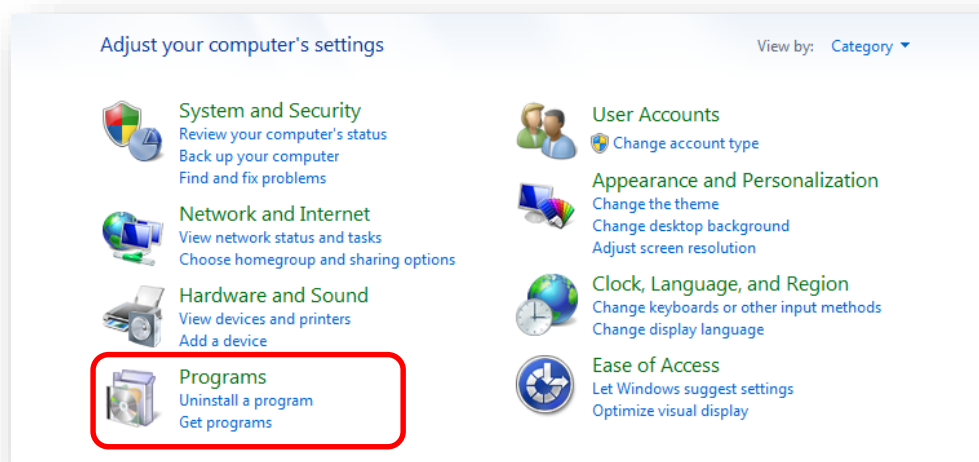 Adjust your computer's settings
View by: Category
System and Security
Review your computer's status
Back up your computer
Find and fix problems
Network and Internet
View network status and tasks
Choose homegroup and sharing options
Hardware and Sound
View devices and printers
Add a device
Programs
Uninstall a program
Get programs
User Accounts
Change account type
Appearance and Personalization
Change the theme
Change desktop background
Adjust screen resolution
Clock, Language, and Region
Change keyboards or other input methods
Change display language
Ease of Access
Let Windows suggest settings
Optimize visual display